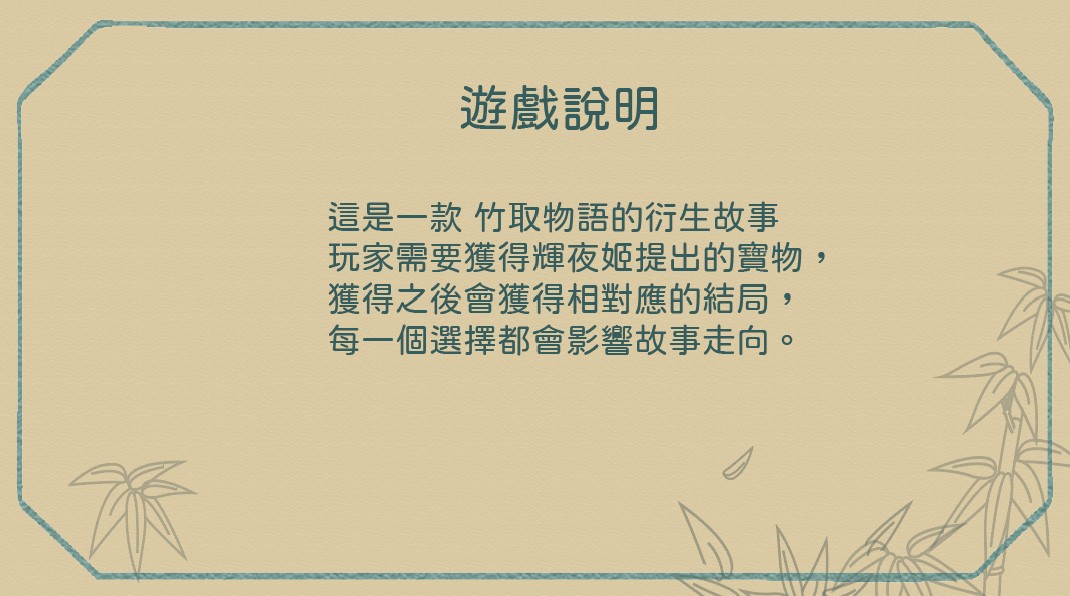 遊戲說明
這是一款 竹取物語的衍生故事
玩家需要獲得輝夜姬提出的寶物，
獲得之後會獲得相對應的結局，
每一個選擇都會影響故事走向。